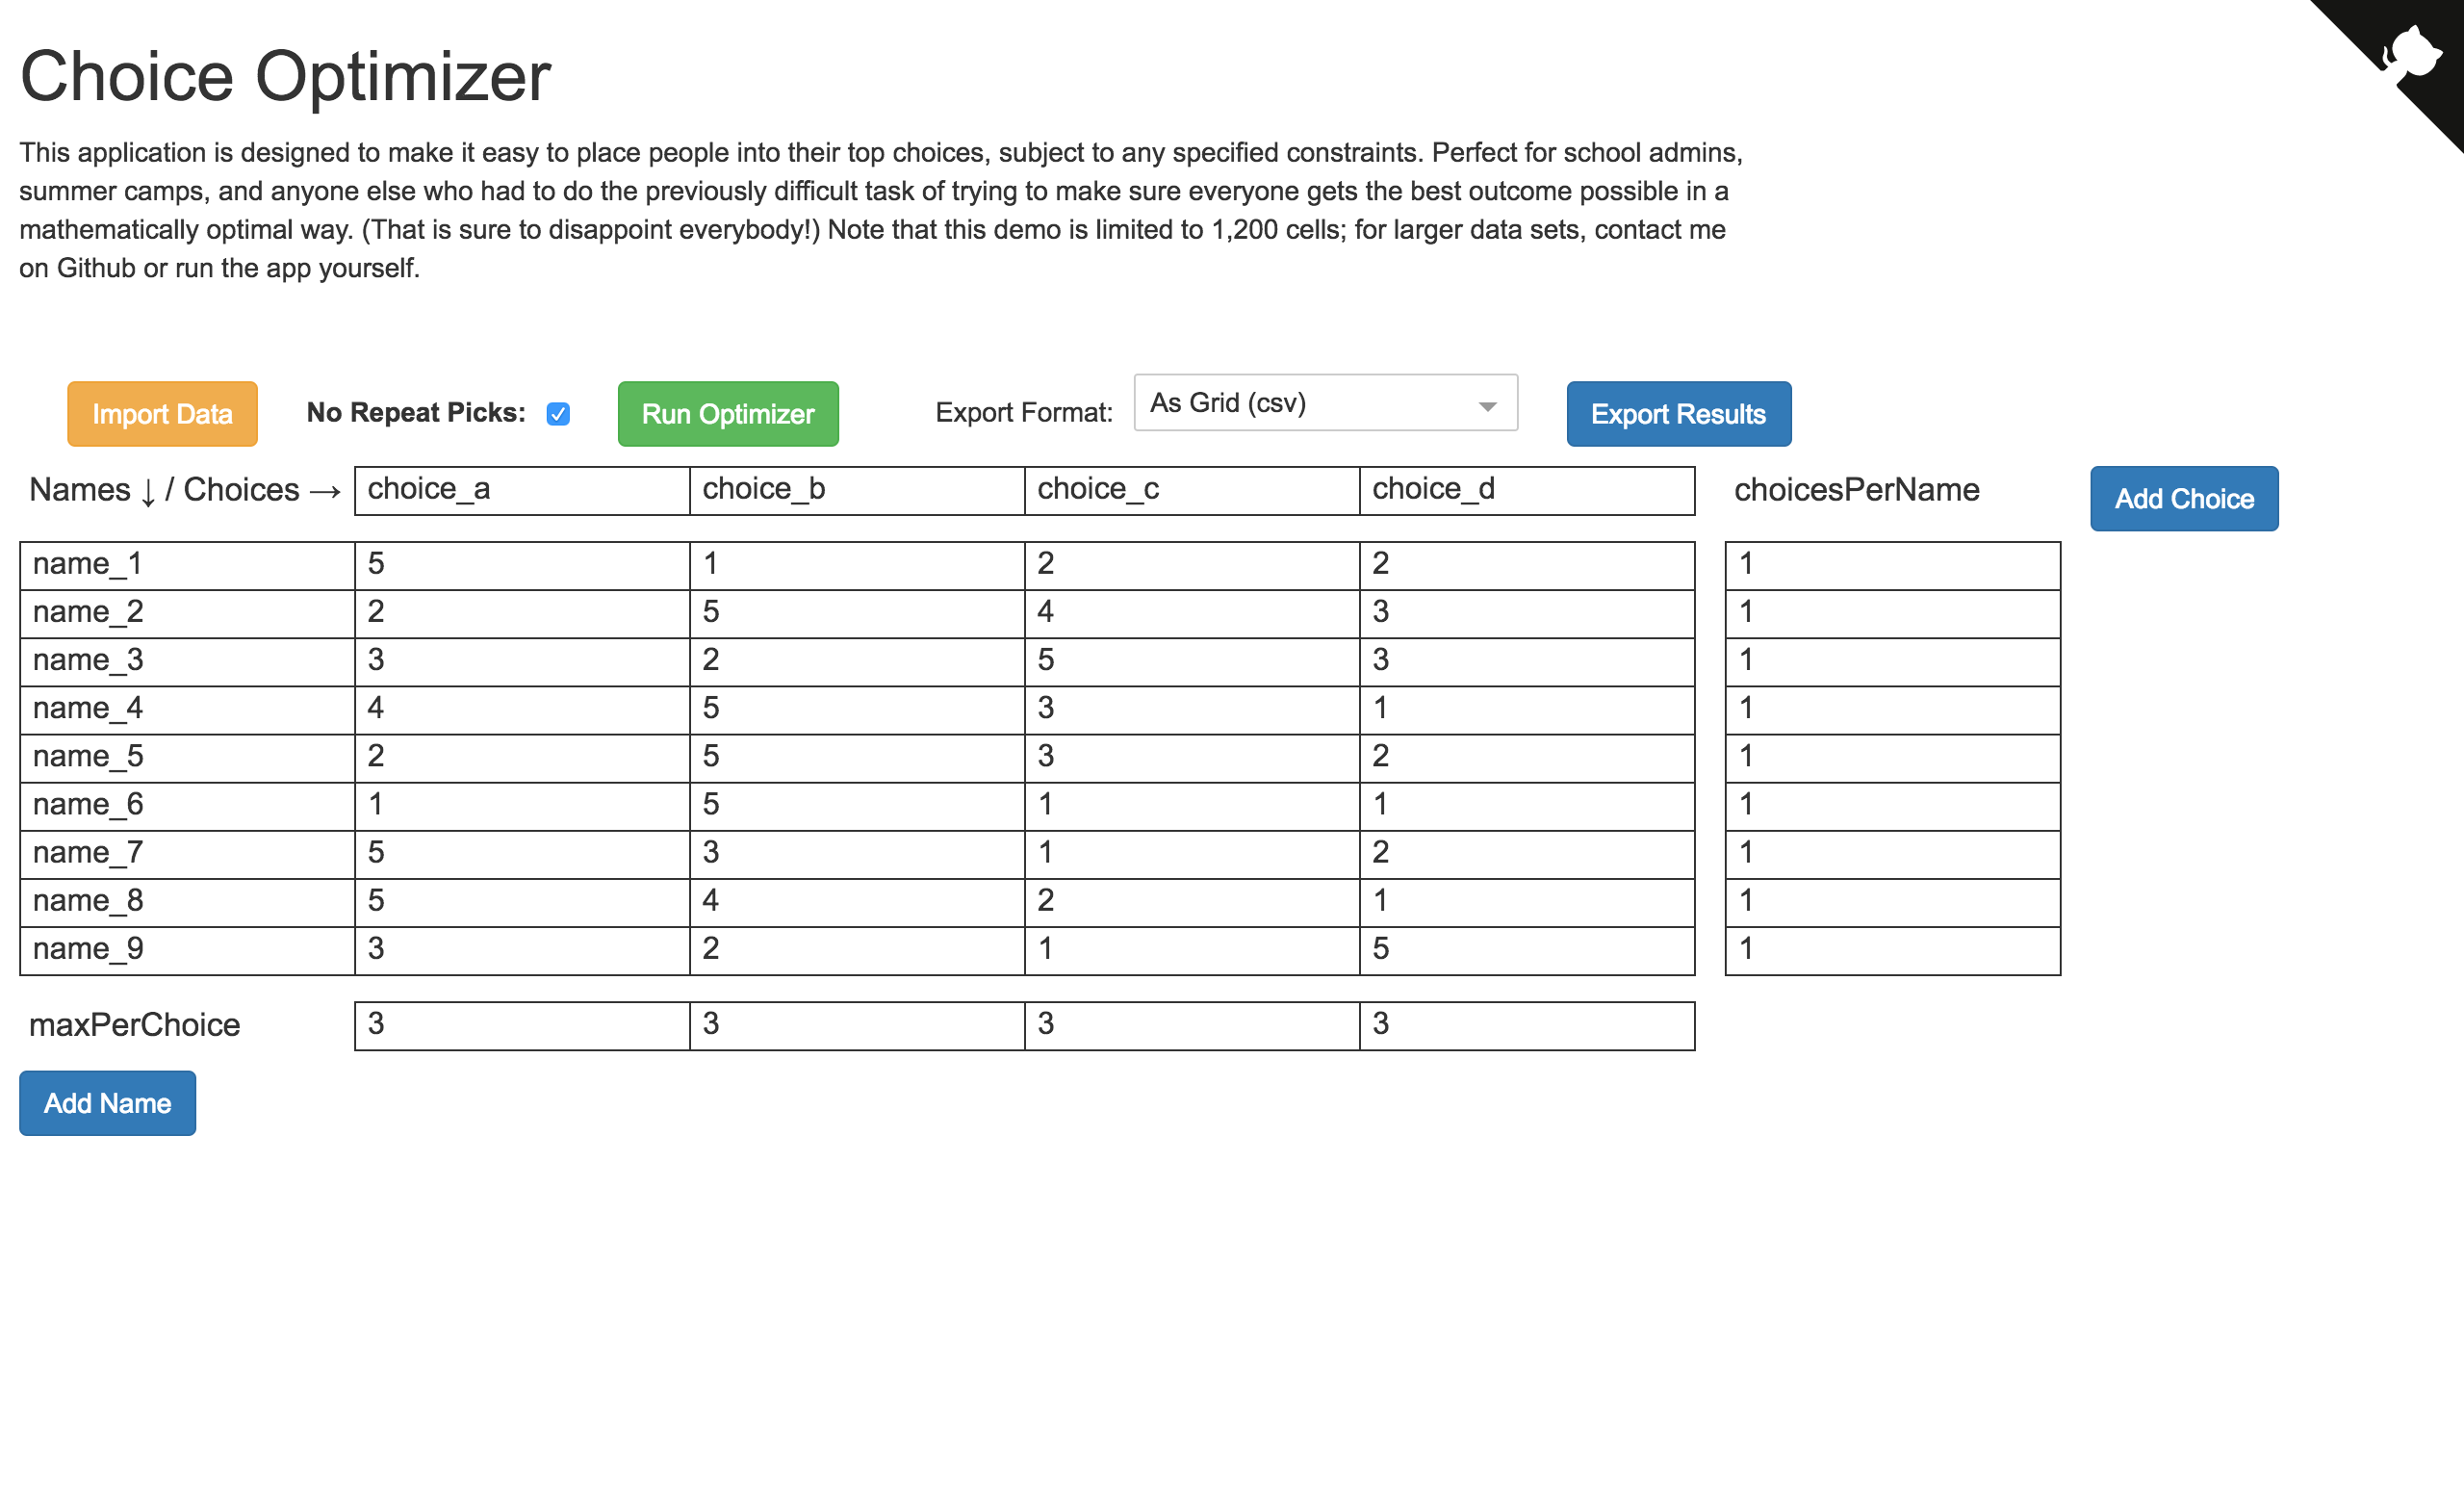 Choice Optimizer
This application is designed to make it easy to place people into their top choices, subject to any specified constraints. Perfect for school admins,
summer camps, and anyone else who had to do the previously difficult task of trying to make sure everyone gets the best outcome possible in a
mathematically optimal way. (That is sure to disappoint everybody!) Note that this demo is limited to 1,200 cells; for larger data sets, contact me
on Github or run the app yourself.
Import Data No Repeat Picks: Run Optimizer Export Format: As Grid (csv) Export Results
Names ↓ / Choices → choice_a choice_b choice_c choice_d choicesPerName Add Choice
name_1 5 1 2 2 1
name_2 2 5 4 3 1
name_3 3 2 5 3 1
name_4 4 5 3 1 1
name_5 2 5 3 2 1
name_6 1 5 1 1 1
name_7 5 3 1 2 1
name_8 5 4 2 1 1
name_9 3 2 1 5 1
maxPerChoice 3 3 3 3
Add Name